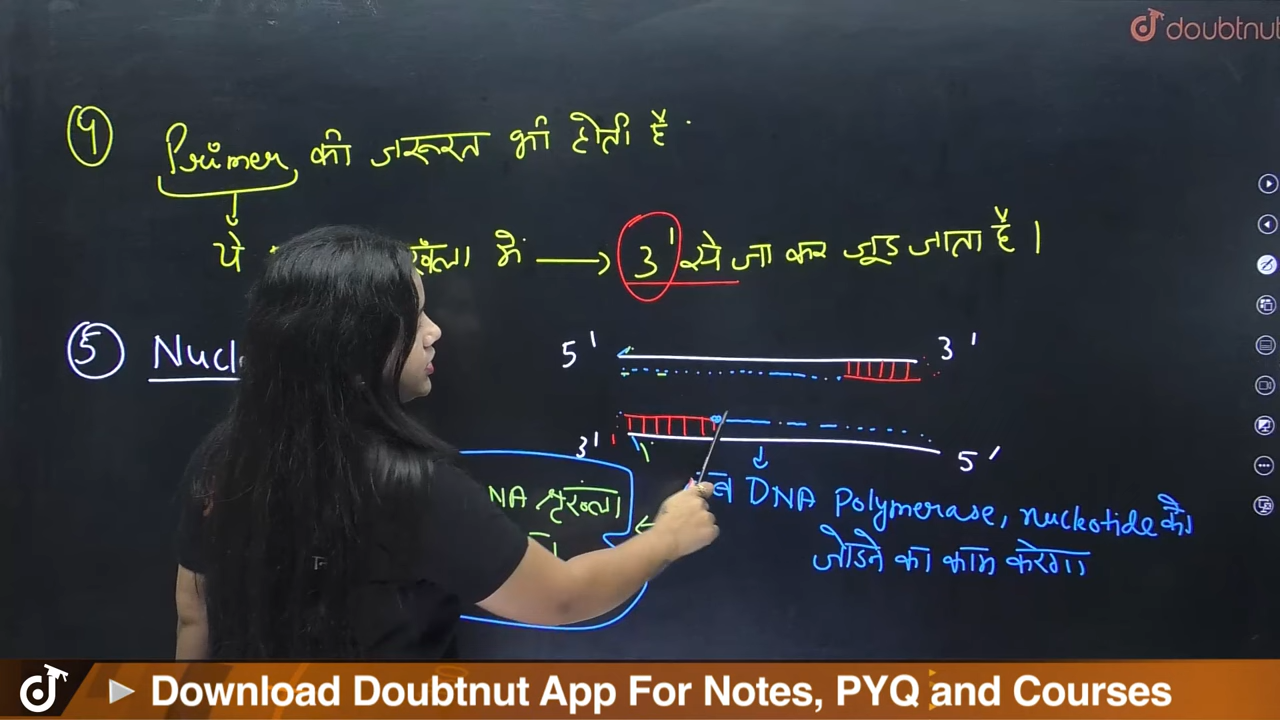 doubtnut
4 Primer की जरूरत भी होती है
ये में → 3' से जा कर जूड जाता है।
5
5' 3'
3' 5'
DNA Polymerase, nucleotide को
NA श्रृंखला
जोडने का काम करेगा
Download Doubtnut App For Notes, PYQ and Courses